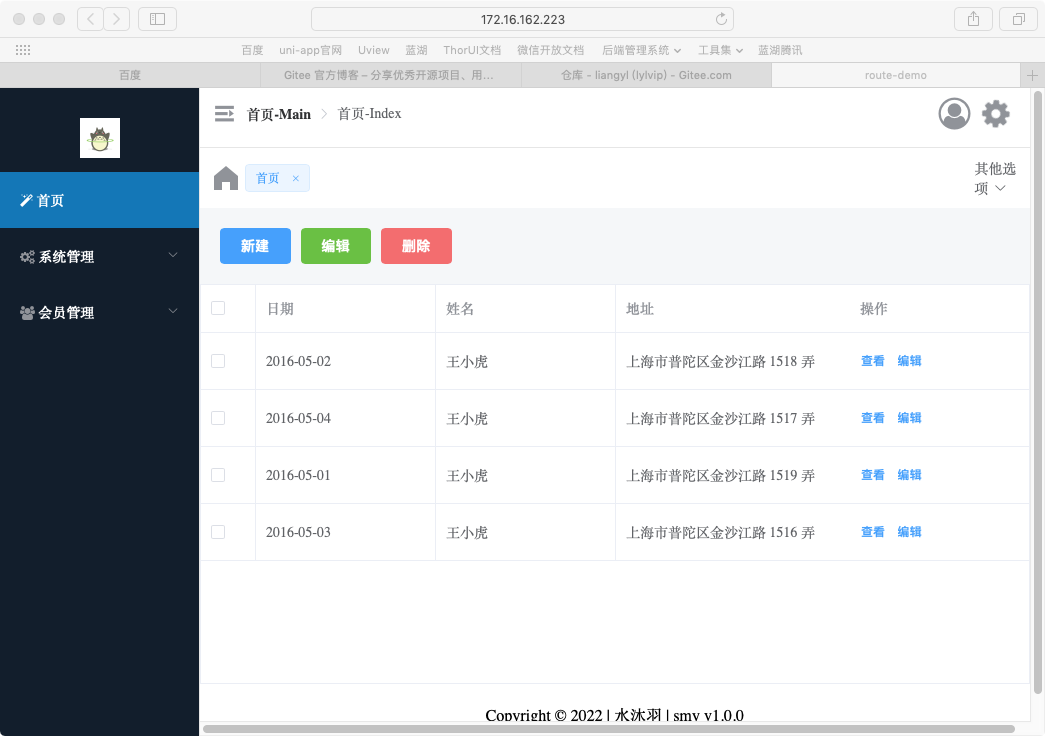 172.16.162.223
百度 uni-app官网 Uview 蓝湖 ThorUI文档 微信开放文档 后端管理系统 工具集 蓝湖腾讯
百度 Gitee 官方博客 – 分享优秀开源项目、用... 仓库 - liangyl (lylvip) - Gitee.com route-demo
首页-Main 首页-Index
首页 ×
其他选
项
首页
系统管理
会员管理
新建 编辑 删除
日期 姓名 地址 操作
2016-05-02 王小虎 上海市普陀区金沙江路 1518 弄 查看 编辑
2016-05-04 王小虎 上海市普陀区金沙江路 1517 弄 查看 编辑
2016-05-01 王小虎 上海市普陀区金沙江路 1519 弄 查看 编辑
2016-05-03 王小虎 上海市普陀区金沙江路 1516 弄 查看 编辑
Copyright © 2022 | 水沐羽 | smy v1.0.0